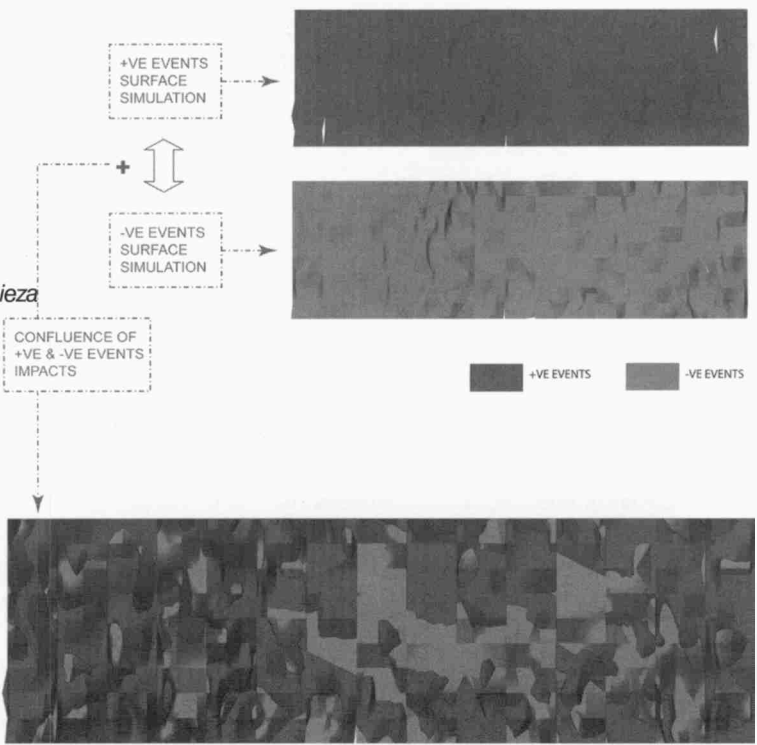 +VE EVENTS
SURFACE
SIMULATION
+
-VE EVENTS
SURFACE
SIMULATION
ieza
CONFLUENCE OF
+VE & -VE EVENTS
IMPACTS
+VE EVENTS
-VE EVENTS